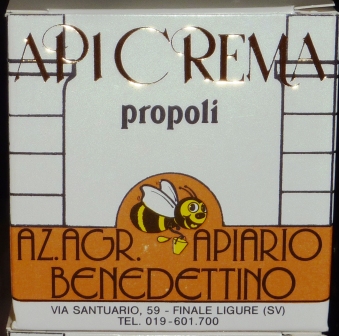 APICREMA
propoli
AZ.AGR. APIARIO
BENEDETTINO
VIA SANTUARIO, 59 - FINALE LIGURE (SV)
TEL. 019-601.700